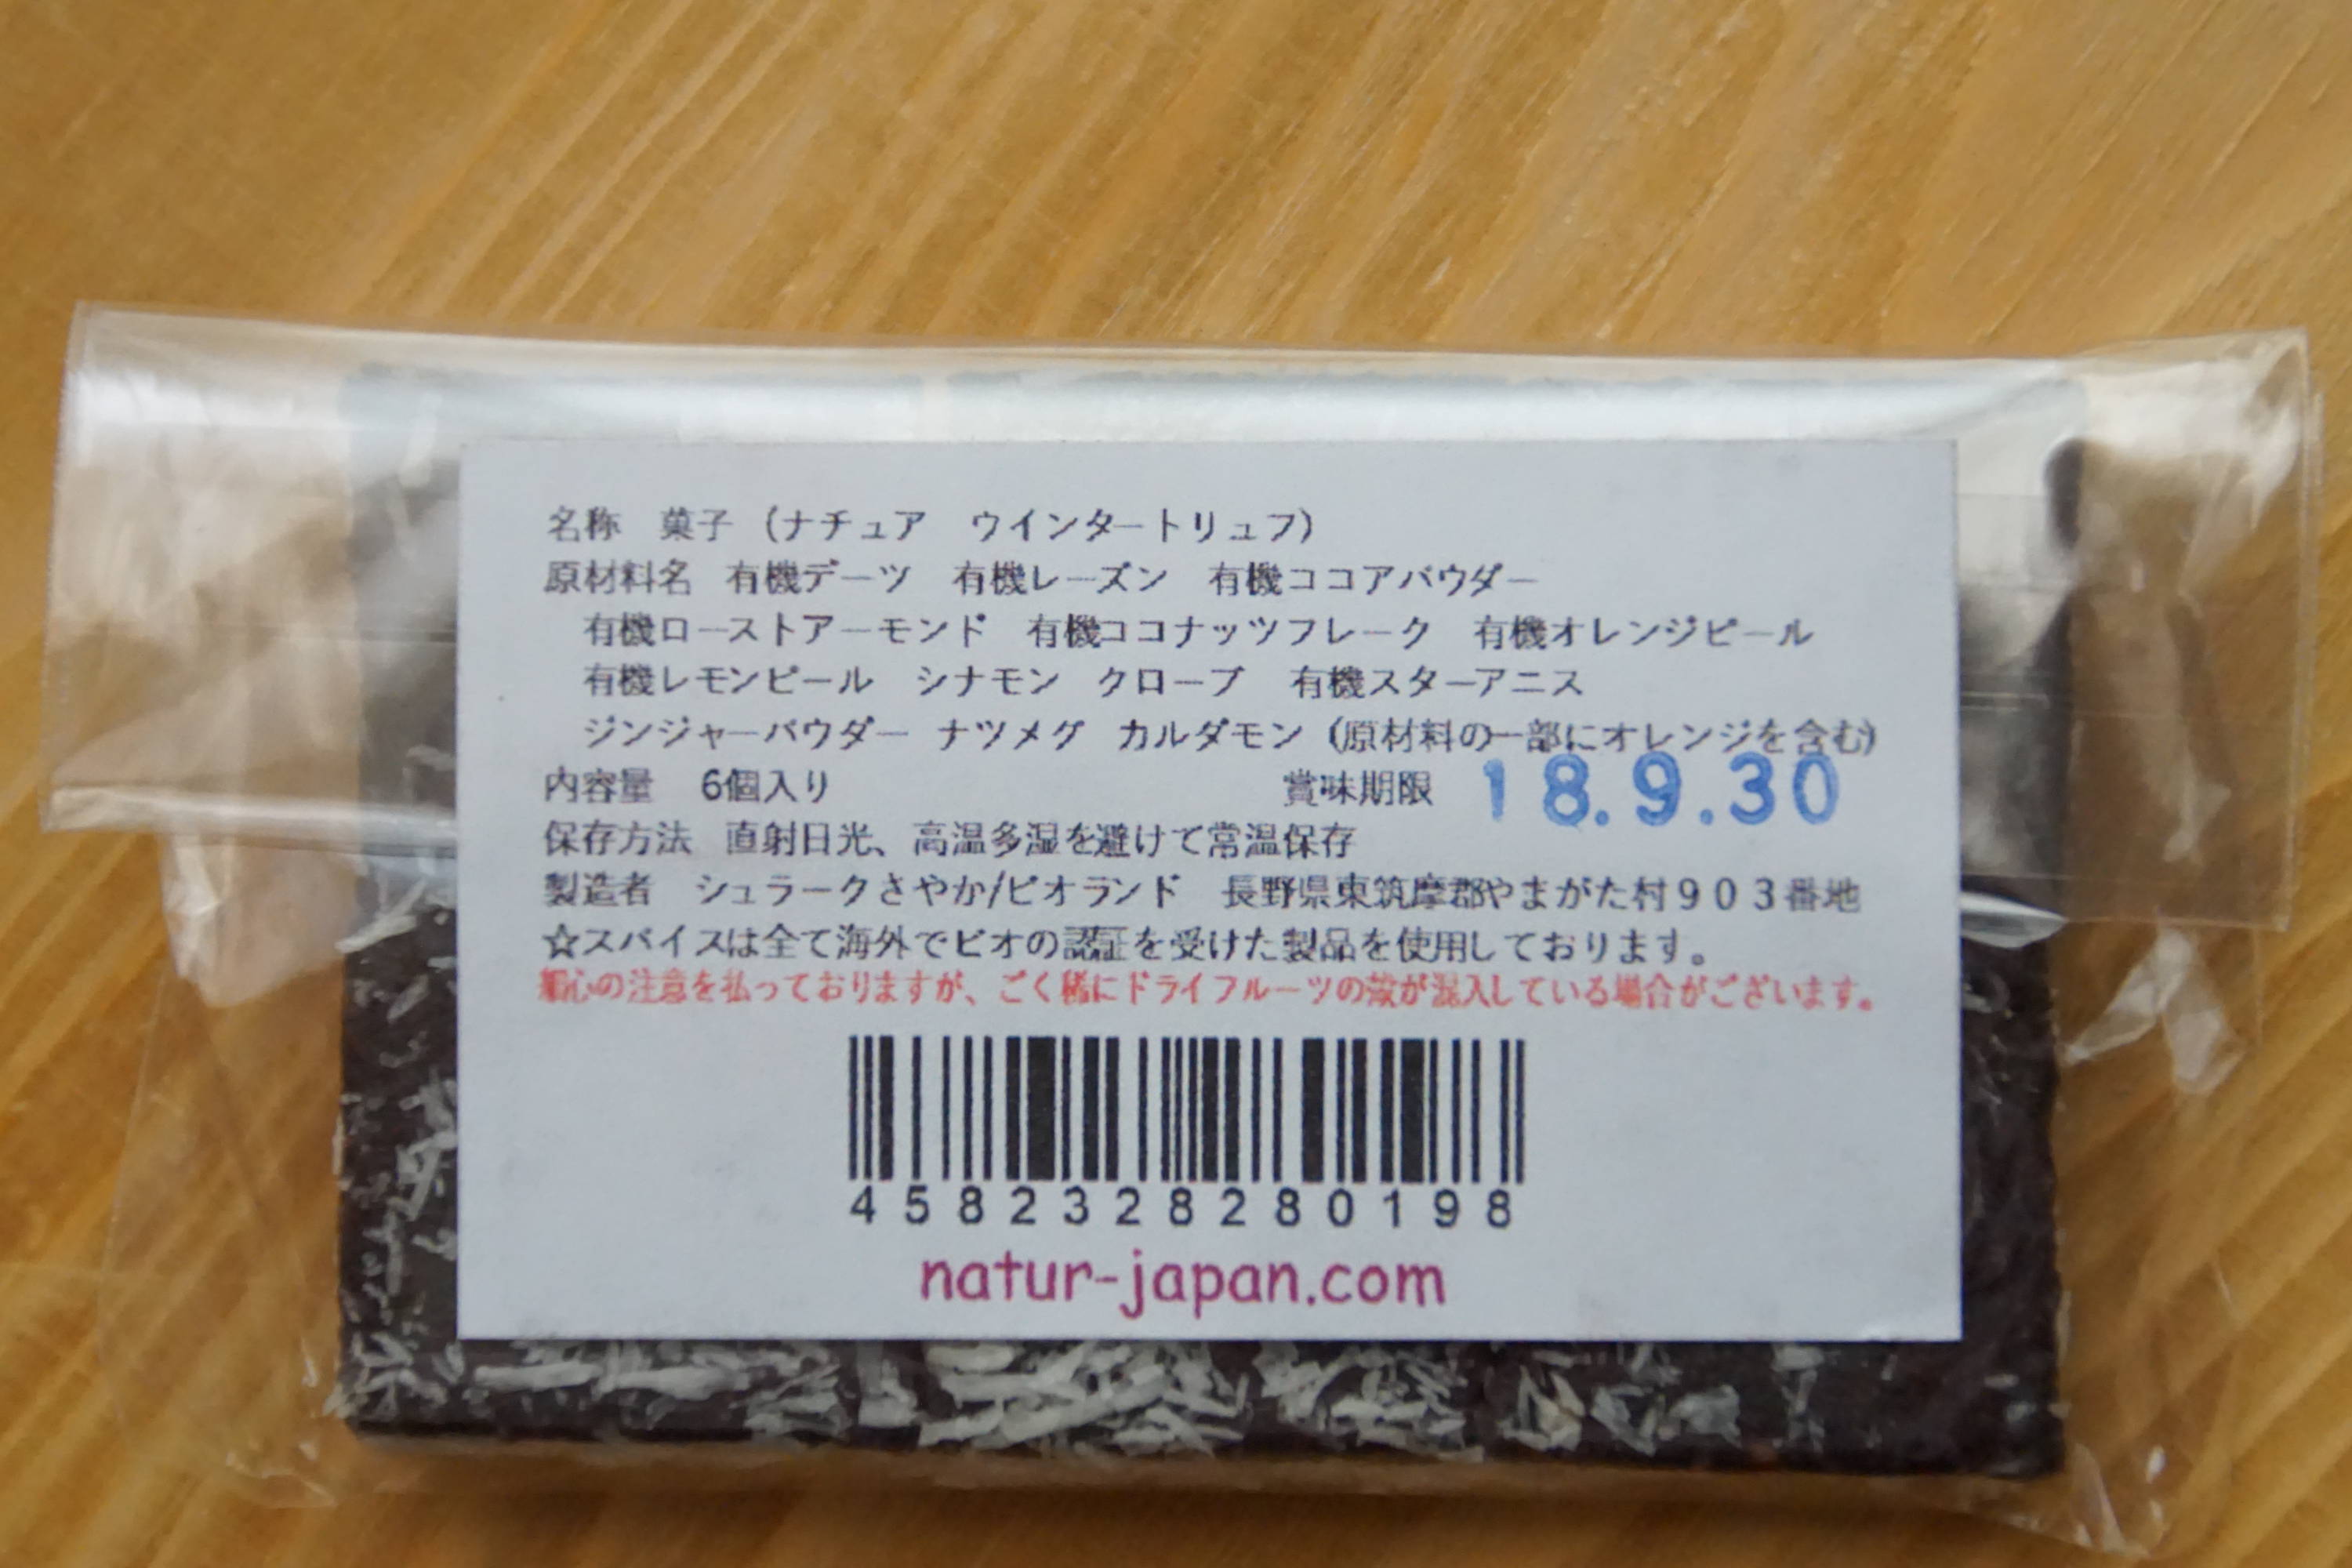 名称　菓子（ナチュア　ウインタートリュフ）
原材料名　有機デーツ　有機レーズン　有機ココアパウダー
有機ローストアーモンド　有機ココナッツフレーク　有機オレンジピール
有機レモンピール　シナモン　クローブ　有機スターアニス
ジンジャーパウダー　ナツメグ　カルダモン（原材料の一部にオレンジを含む）
内容量　6個入り　賞味期限　18.9.30
保存方法　直射日光、高温多湿を避けて常温保存
製造者　シュラークさやか/ビオランド　長野県東筑摩郡やまがた村９０３番地
☆スパイスは全て海外でビオの認証を受けた製品を使用しております。
細心の注意を払っておりますが、ごく稀にドライフルーツの殻が混入している場合がございます。
4582328280198
natur-japan.com